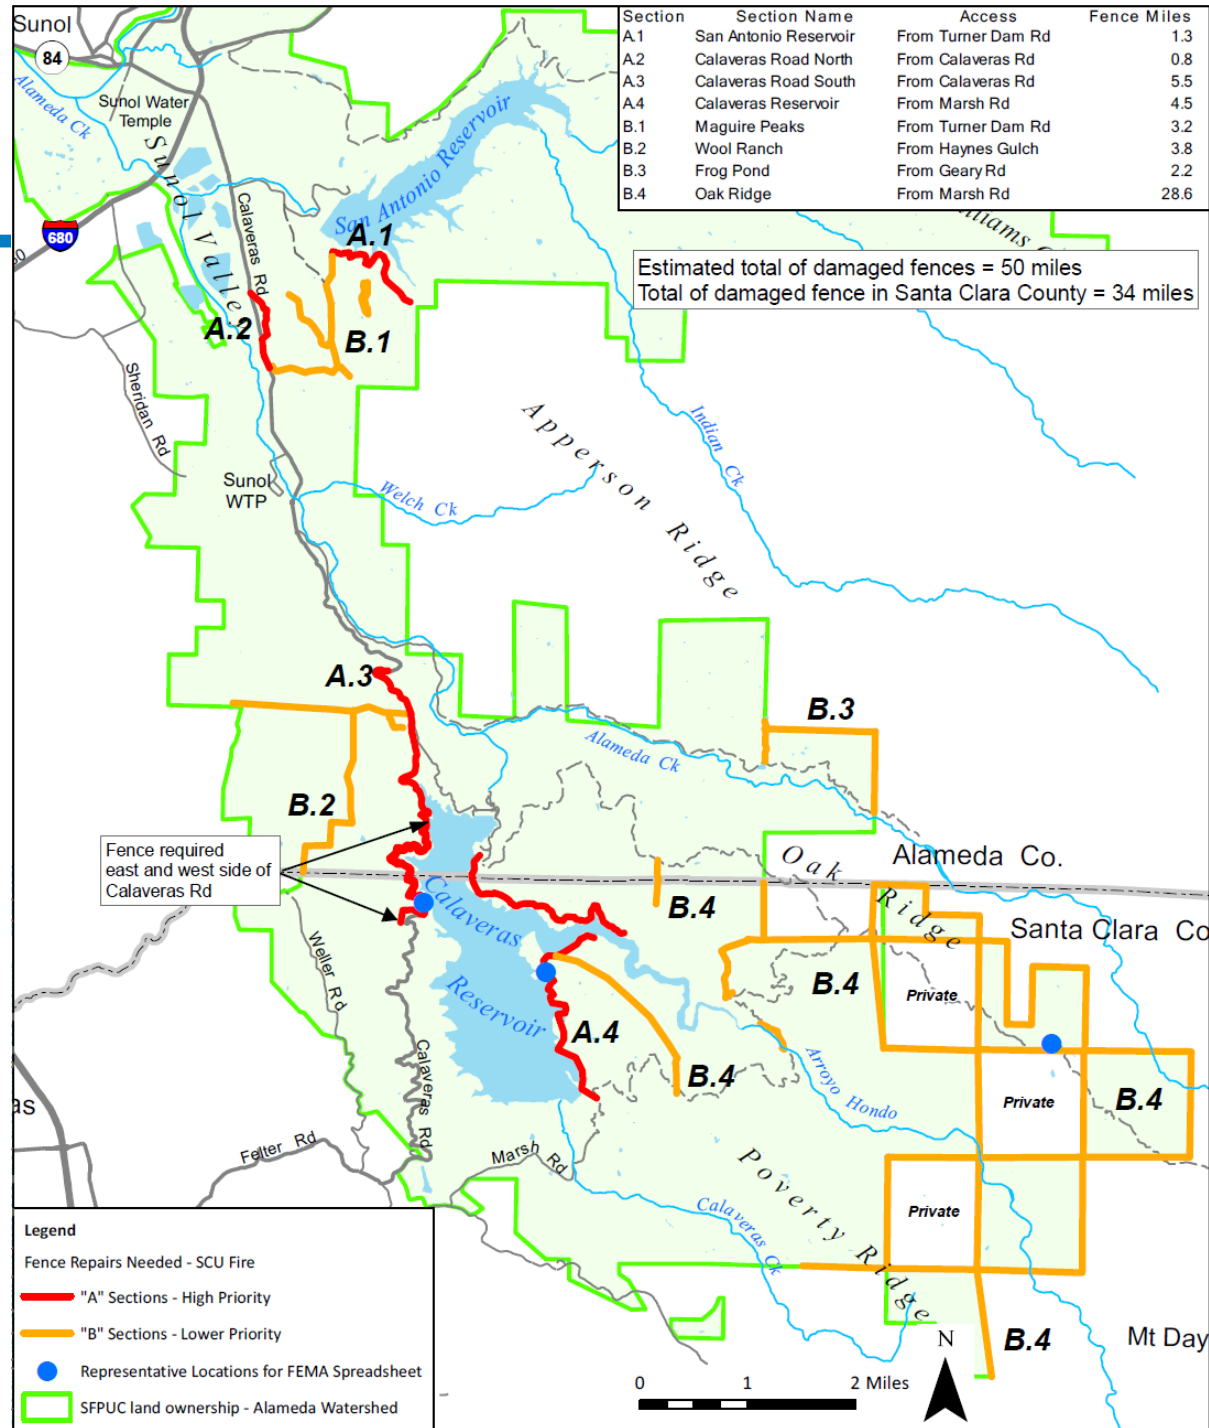 Sunol
84
Alameda Ck
Sunol Water
Temple
Sunol Valley
680
Calaveras Rd
San Antonio Reservoir
A.1
A.2
B.1
Section Section Name Access Fence Miles
A.1 San Antonio Reservoir From Turner Dam Rd 1.3
A.2 Calaveras Road North From Calaveras Rd 0.8
A.3 Calaveras Road South From Calaveras Rd 5.5
A.4 Calaveras Reservoir From Marsh Rd 4.5
B.1 Maguire Peaks From Turner Dam Rd 3.2
B.2 Wool Ranch From Haynes Gulch 3.8
B.3 Frog Pond From Geary Rd 2.2
B.4 Oak Ridge From Marsh Rd 28.6
Estimated total of damaged fences = 50 miles
Total of damaged fence in Santa Clara County = 34 miles
Sheridan Rd
Sunol
WTP
Welch Ck
Apperson Ridge
Indian Ck
A.3
B.3
Alameda Ck
B.2
Fence required
east and west side of
Calaveras Rd
Oak Ridge
Alameda Co.
Santa Clara Co
B.4
Calaveras
Reservoir
Weller Rd
B.4
Private
A.4
B.4
Arroyo Hondo
Private
B.4
Calaveras Rd
Felter Rd
Marsh Rd
Calaveras Ck
Poverty Ridge
Private
B.4
Mt Day
as
Legend
Fence Repairs Needed - SCU Fire
"A" Sections - High Priority
"B" Sections - Lower Priority
Representative Locations for FEMA Spreadsheet
SFPUC land ownership - Alameda Watershed
0 1 2 Miles
N